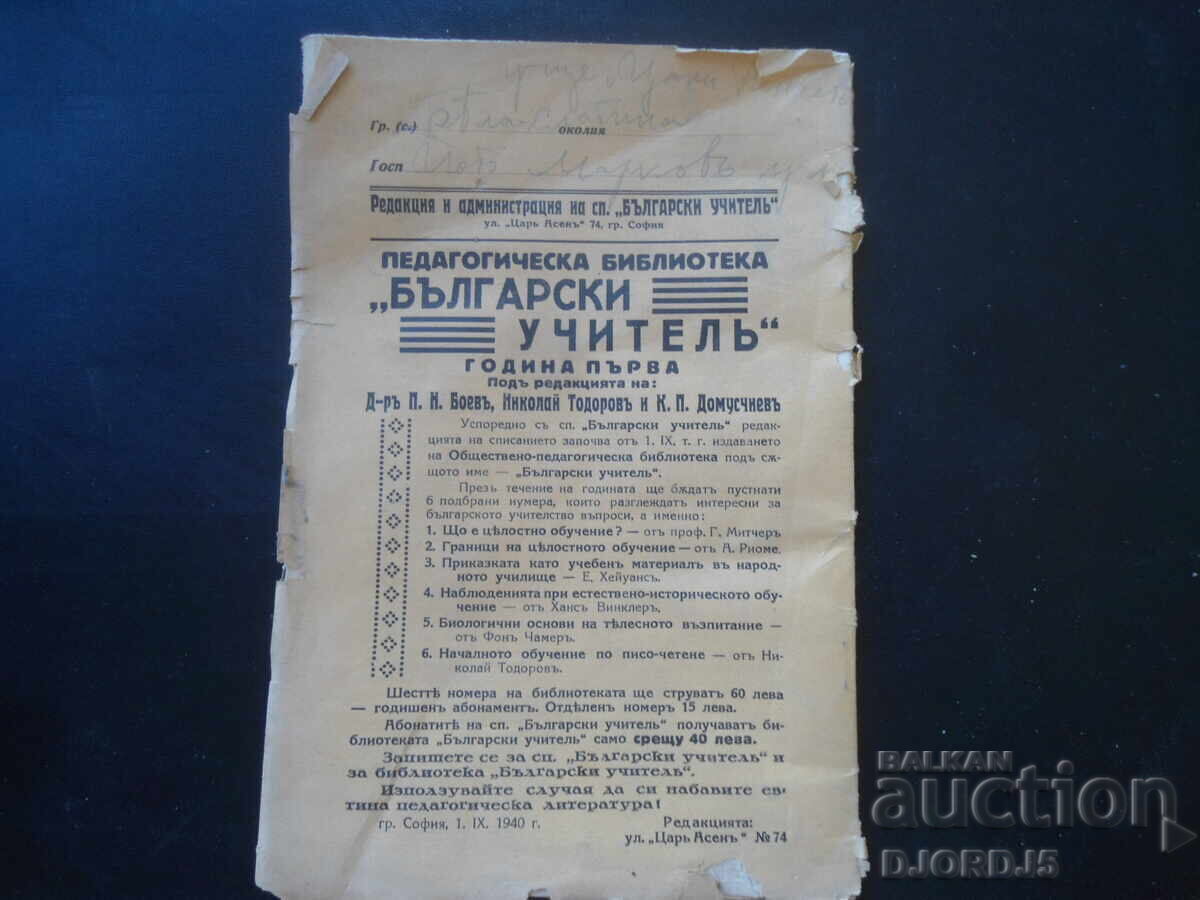 Гр. (с.) Бѣла-Слатина околия
Госп Марковъ
Редакция и администрация на сп. „БЪЛГАРСКИ УЧИТЕЛЬ“
ул. „Царь Асенъ“ 74, гр. София
ПЕДАГОГИЧЕСКА БИБЛИОТЕКА
„БЪЛГАРСКИ
УЧИТЕЛЬ“
ГОДИНА ПЪРВА
Подъ редакцията на:
Д-ръ П. Н. Боевъ, Николай Тодоровъ и К. П. Домусчиевъ
Успоредно съ сп. „Български учитель“ редак-
цията на списанието започва отъ 1. IX. т. г. издаването
на Обществено-педагогическа библиотека подъ сѫ-
щото име — „Български учитель“.
Презъ течение на годината ще бѫдатъ пустнати
6 подбрани нумера, които разглеждатъ интересни за
българското учителство въпроси, а именно:
1. Що е цѣлостно обучение? — отъ проф. Г. Митчеръ
2. Граници на цѣлостното обучение — отъ А. Риоме.
3. Приказката като учебенъ материалъ въ народ-
ното училище — Е. Хейуансъ.
4. Наблюденията при естествено-историческото обу-
чение — отъ Хансъ Винклеръ.
5. Биологични основи на тѣлесното възпитание —
отъ Фонъ Чамеръ.
6. Началното обучение по писо-четене — отъ Ни-
колай Тодоровъ.
Шесттѣ номера на библиотеката ще струватъ 60 лева
— годишенъ абонаментъ. Отдѣленъ номеръ 15 лева.
Абонатитѣ на сп. „Български учитель“ получаватъ би-
блиотеката „Български учитель“ само срещу 40 лева.
Запишете се за сп. „Български учитель“ и
за библиотека „Български учитель“.
Използувайте случая да си набавите ев-
тина педагогическа литература!
гр. София, 1. IX. 1940 г. Редакцията:
ул. „Царь Асенъ“ № 74
BALKAN
auction
DJORDJ5